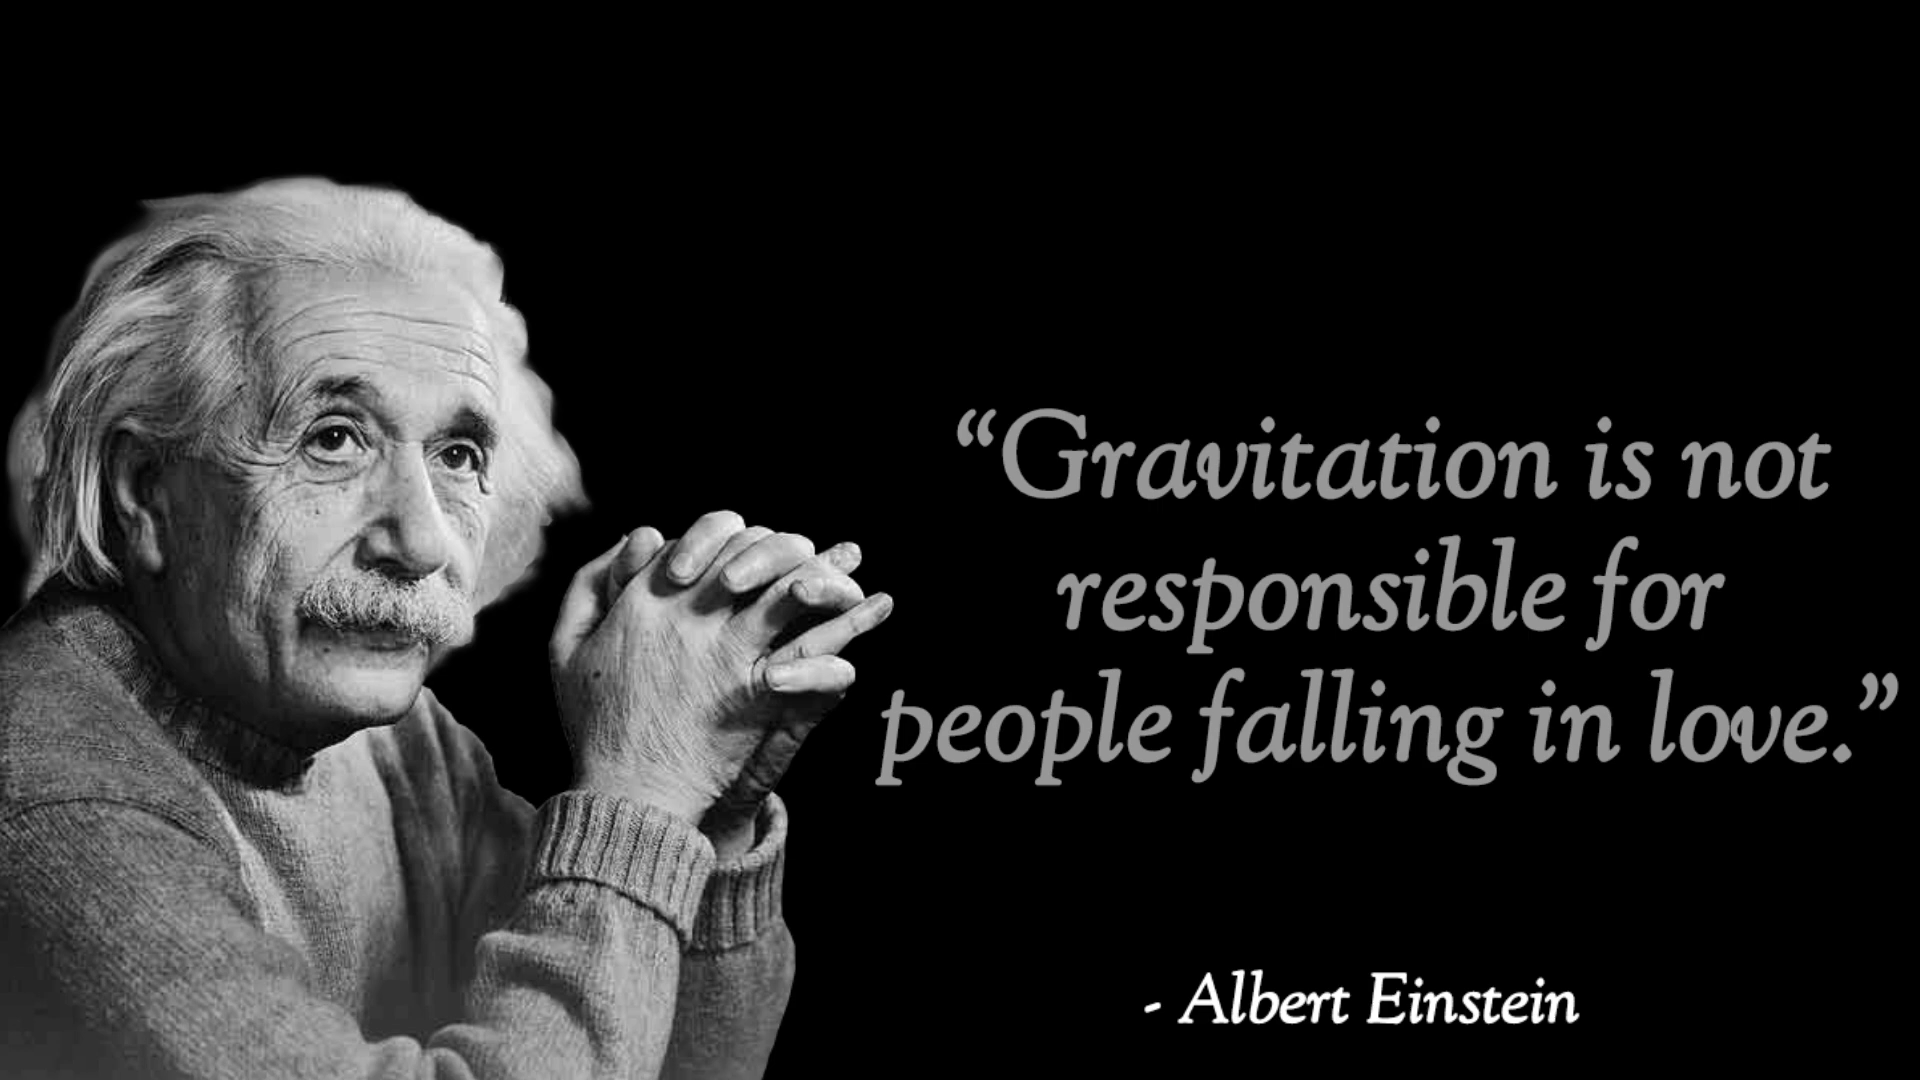 “Gravitation is not
responsible for
people falling in love.”
- Albert Einstein